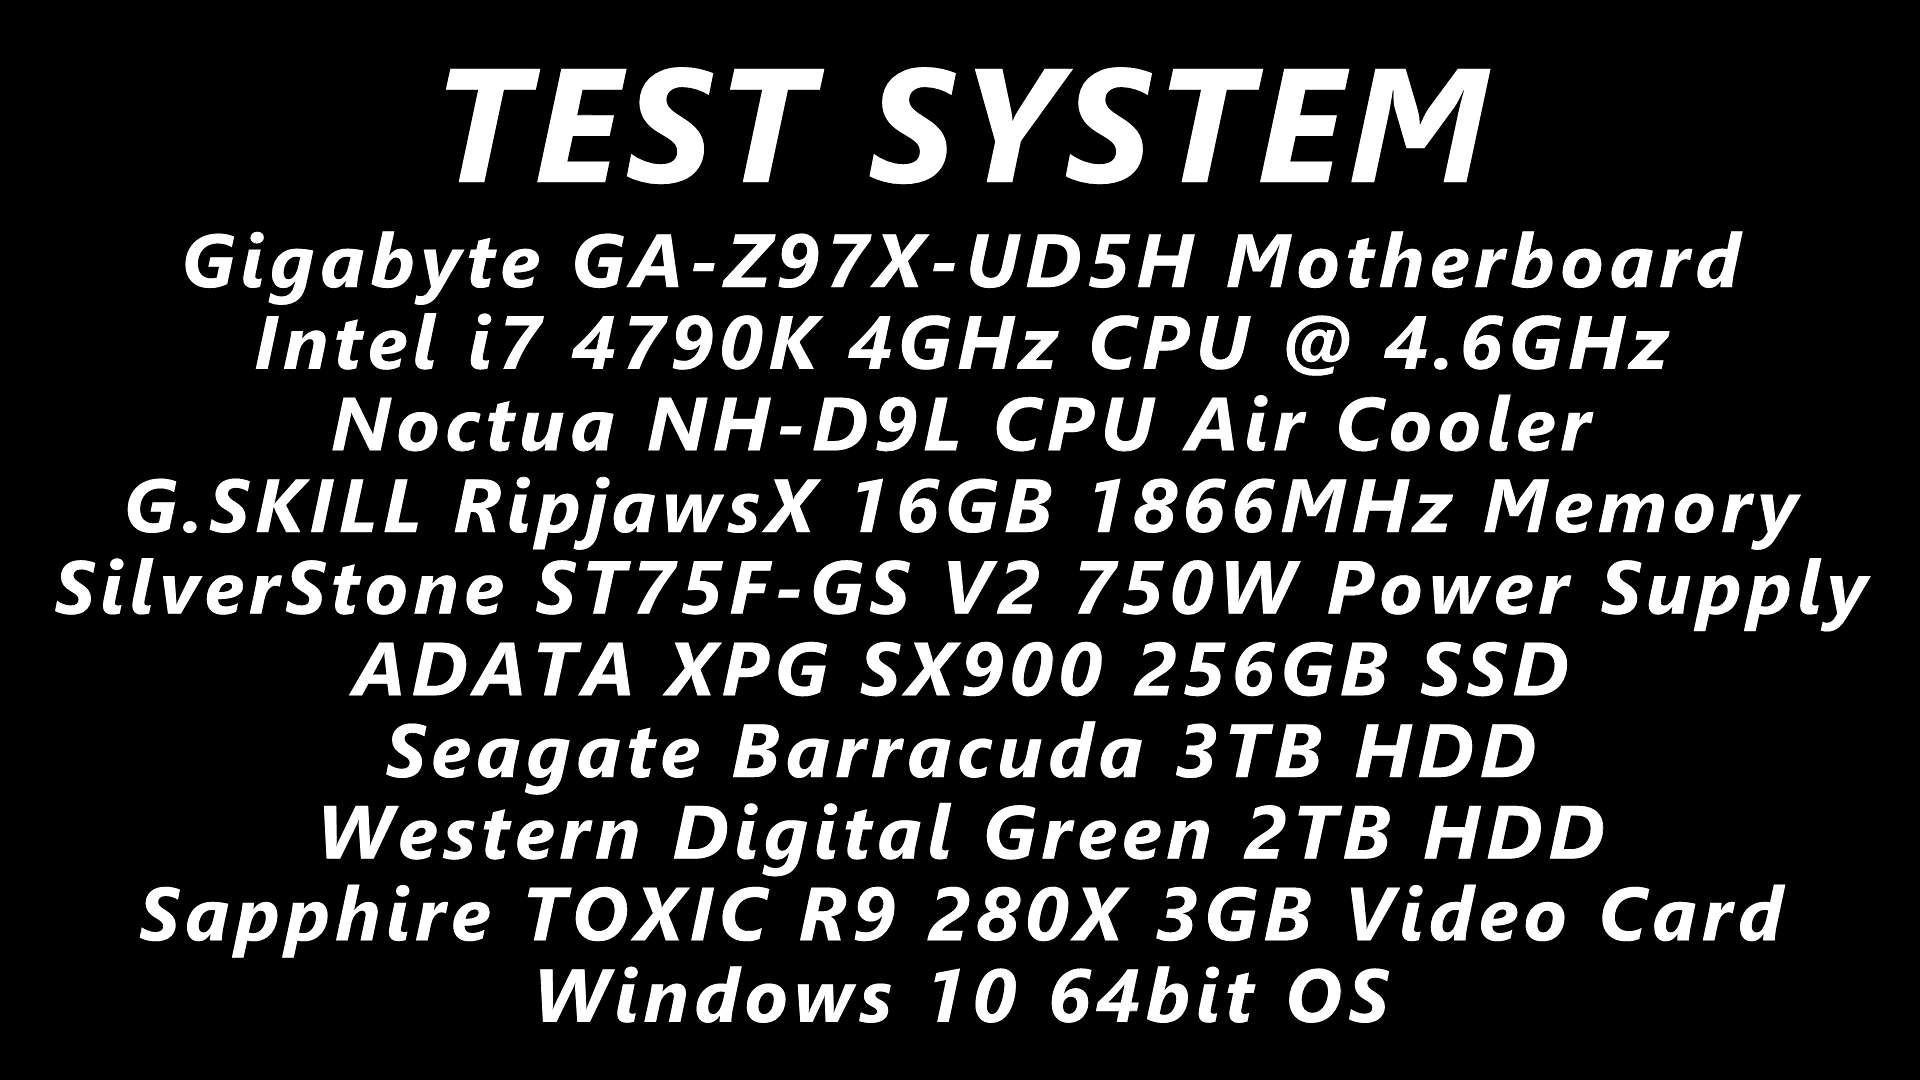 TEST SYSTEM
Gigabyte GA-Z97X-UD5H Motherboard
Intel i7 4790K 4GHz CPU @ 4.6GHz
Noctua NH-D9L CPU Air Cooler
G.SKILL RipjawsX 16GB 1866MHz Memory
SilverStone ST75F-GS V2 750W Power Supply
ADATA XPG SX900 256GB SSD
Seagate Barracuda 3TB HDD
Western Digital Green 2TB HDD
Sapphire TOXIC R9 280X 3GB Video Card
Windows 10 64bit OS